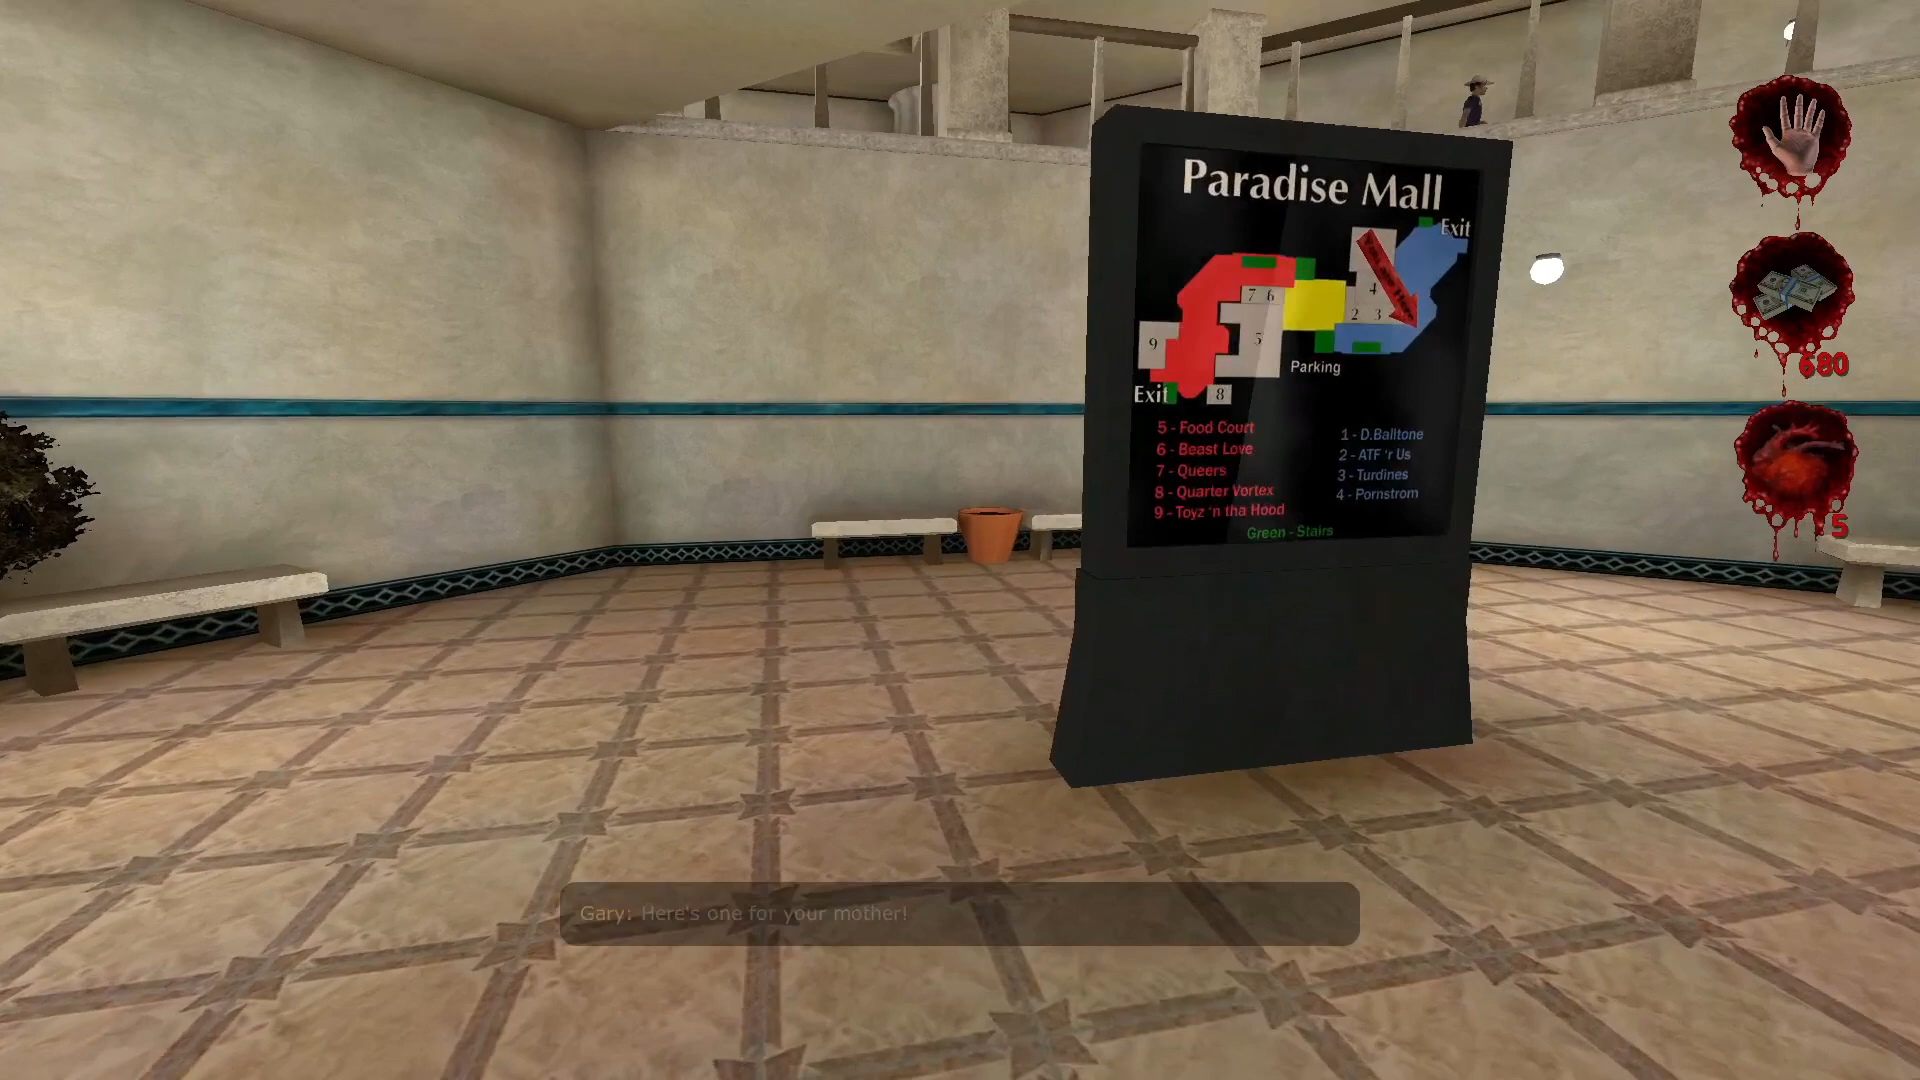 Paradise Mall
Exit
7 6
4
2 3
9
5
Parking
Exit
8
5 - Food Court
6 - Beast Love
7 - Queers
8 - Quarter Vortex
9 - Toyz 'n tha Hood
1 - D.Balltone
2 - ATF 'r Us
3 - Turdines
4 - Pornstrom
Green - Stairs
680
5
Gary: Here's one for your mother!